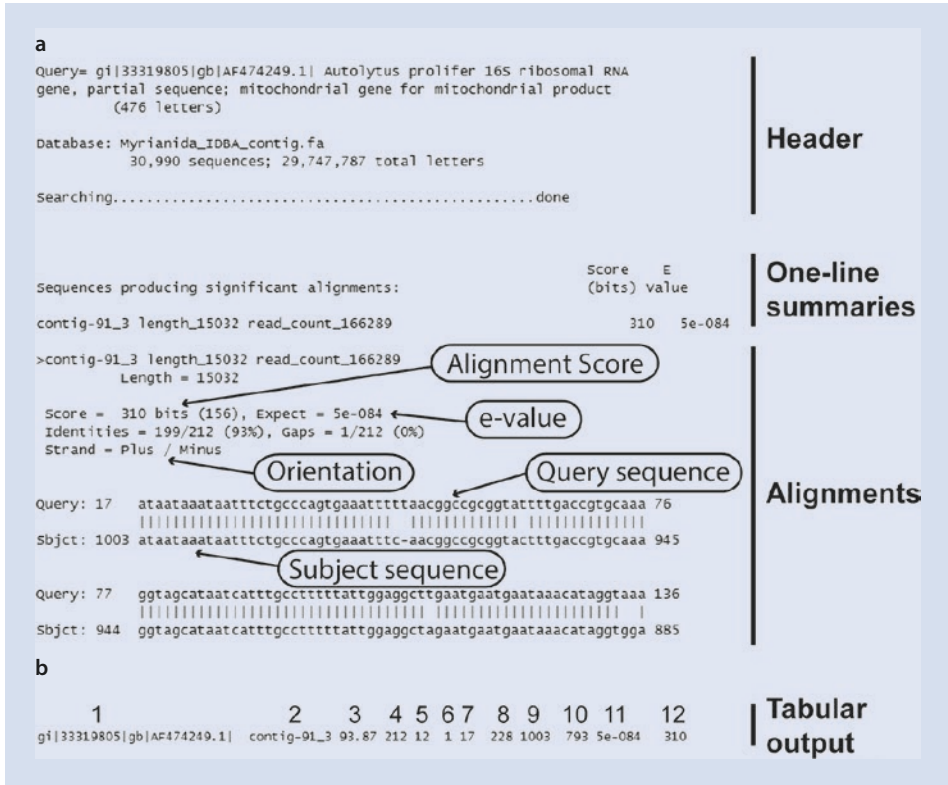 a
Query= gi|33319805|gb|AF474249.1| Autolytus prolifer 16S ribosomal RNA
gene, partial sequence; mitochondrial gene for mitochondrial product
(476 letters)
Database: Myrianida_IDBA_contig.fa
30,990 sequences; 29,747,787 total letters
Searching..................................................done
Header
Score E
Sequences producing significant alignments: (bits) Value
contig-91_3 length_15032 read_count_166289 310 5e-084
One-line
summaries
>contig-91_3 length_15032 read_count_166289
Length = 15032
Alignment Score
Score = 310 bits (156), Expect = 5e-084
e-value
Identities = 199/212 (93%), Gaps = 1/212 (0%)
Strand = Plus / Minus
Orientation
Query sequence
Alignments
Query: 17 ataataaataatttctgcccagtgaaatttttaacggccgcggtattttgaccgtgcaaa 76
Sbjct: 1003 ataataaataatttctgcccagtgaaatttc-aacggccgcggtactttgaccgtgcaaa 945
Subject sequence
Query: 77 ggtagcataatcatttgccttttttattggaggcttgaatgaatgaataaacataggtaaa 136
Sbjct: 944 ggtagcataatcatttgccttttttattggaggctagaatgaatgaataaacataggtgga 885
b
1 2 3 4 5 6 7 8 9 10 11 12
gi|33319805|gb|AF474249.1| contig-91_3 93.87 212 12 1 17 228 1003 793 5e-084 310
Tabular
output